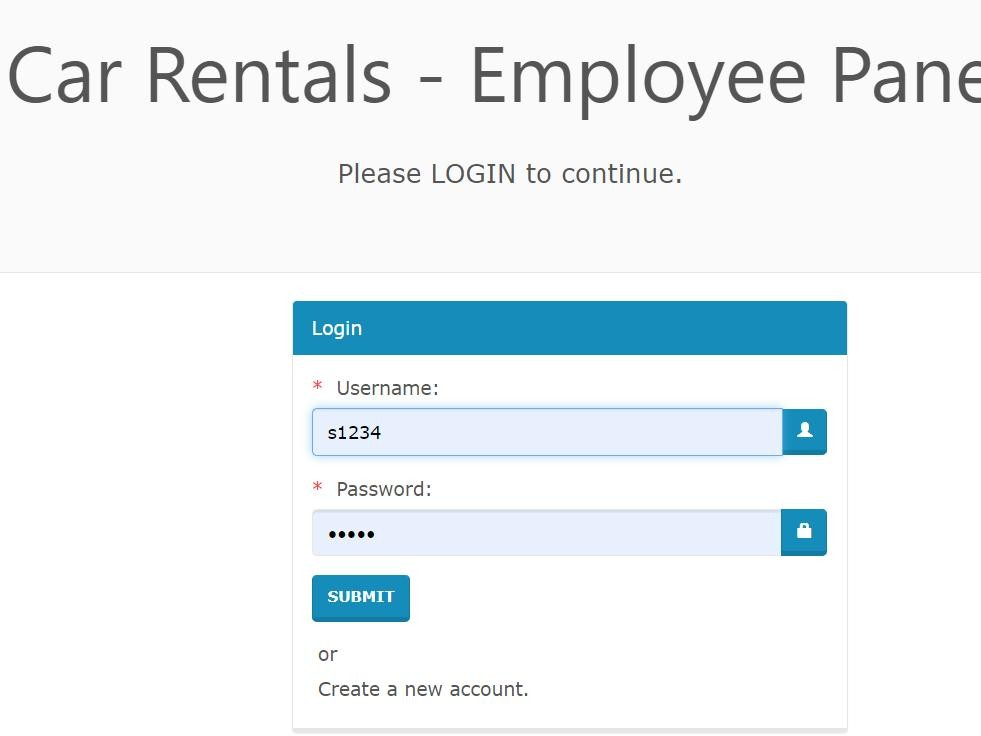 Car Rentals - Employee Pane
Please LOGIN to continue.
Login
* Username:
s1234
* Password:
•••••
SUBMIT
or
Create a new account.